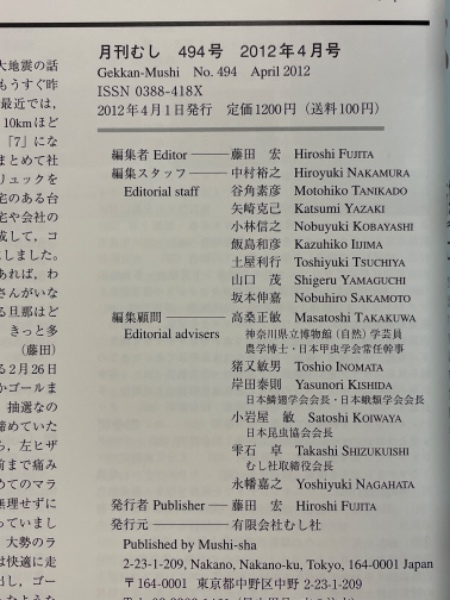 大地震の話
もうすぐ昨
最近では，
10kmほど
「7」にな
まとめて社
リュックを
宅のある台
宅や会社の
成して，コ
しました。
あれば，わ
さんがいな
る旦那はど
きっと多
（藤田）
る2月26日
かゴールま
抽選なの
諦めていた
ら，左ヒザ
前まで痛み
めてのマラ
無理せずに
っていまし
大勢のラ
は快適に走
出し，ゴー
月刊むし　494号　2012年4月号
Gekkan-Mushi　No. 494　April 2012
ISSN 0388-418X
2012年4月1日発行　定価1200円（送料100円）
編集者 Editor 藤田　宏　Hiroshi FUJITA
編集スタッフ 中村裕之　Hiroyuki NAKAMURA
Editorial staff 谷角素彦　Motohiko TANIKADO
矢崎克己　Katsumi YAZAKI
小林信之　Nobuyuki KOBAYASHI
飯島和彦　Kazuhiko IIJIMA
土屋利行　Toshiyuki TSUCHIYA
山口　茂　Shigeru YAMAGUCHI
坂本伸嘉　Nobuhiro SAKAMOTO
編集顧問 高桑正敏　Masatoshi TAKAKUWA
Editorial advisers 神奈川県立博物館（自然）学芸員
農学博士・日本甲虫学会常任幹事
猪又敏男　Toshio INOMATA
岸田泰則　Yasunori KISHIDA
日本鱗翅学会会長・日本蛾類学会会長
小岩屋　敏　Satoshi KOIWAYA
日本昆虫協会会長
雫石　卓　Takashi SHIZUKUISHI
むし社取締役会長
永幡嘉之　Yoshiyuki NAGAHATA
発行者 Publisher 藤田　宏　Hiroshi FUJITA
発行元 有限会社むし社
Published by Mushi-sha
2-23-1-209, Nakano, Nakano-ku, Tokyo, 164-0001 Japan
〒164-0001　東京都中野区中野 2-23-1-209